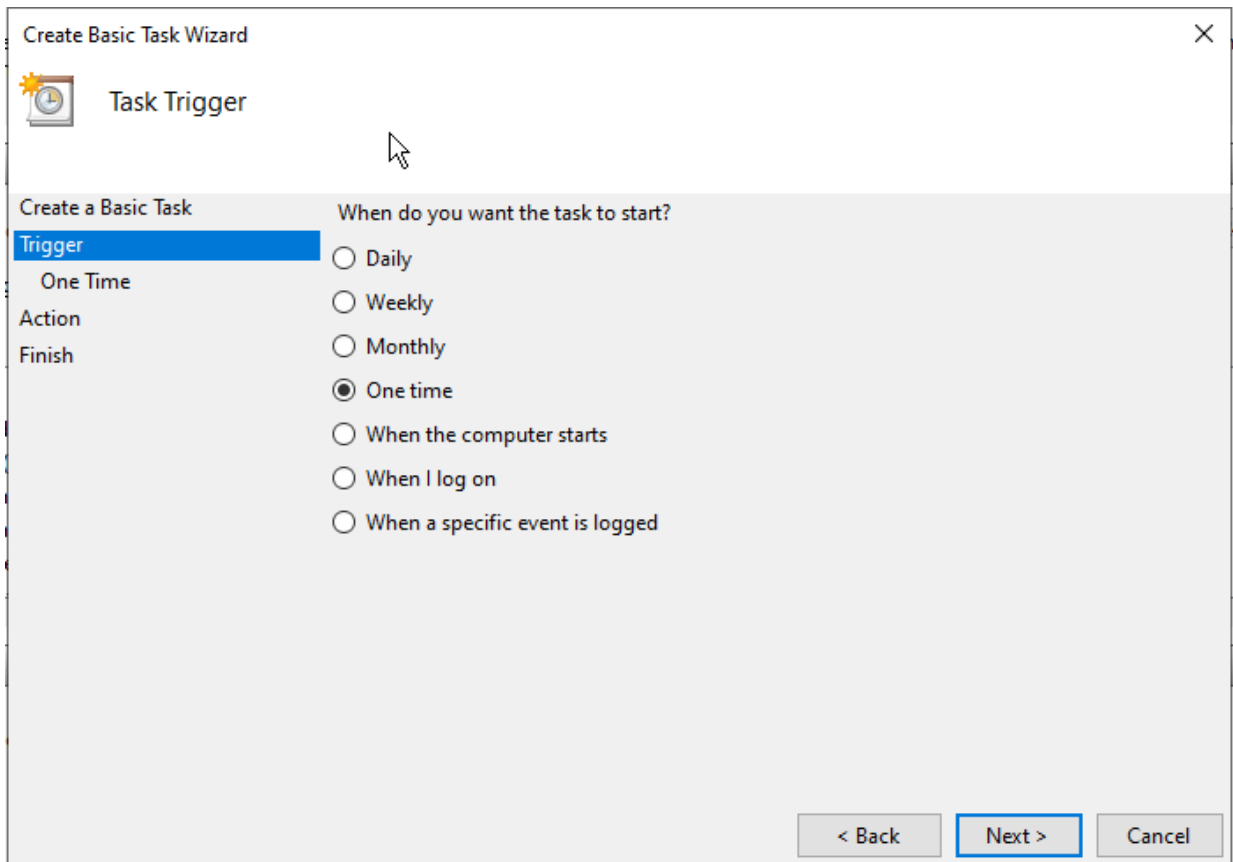 Create Basic Task Wizard
Task Trigger
Create a Basic Task
Trigger
One Time
Action
Finish
When do you want the task to start?
Daily
Weekly
Monthly
One time
When the computer starts
When I log on
When a specific event is logged
< Back
Next >
Cancel